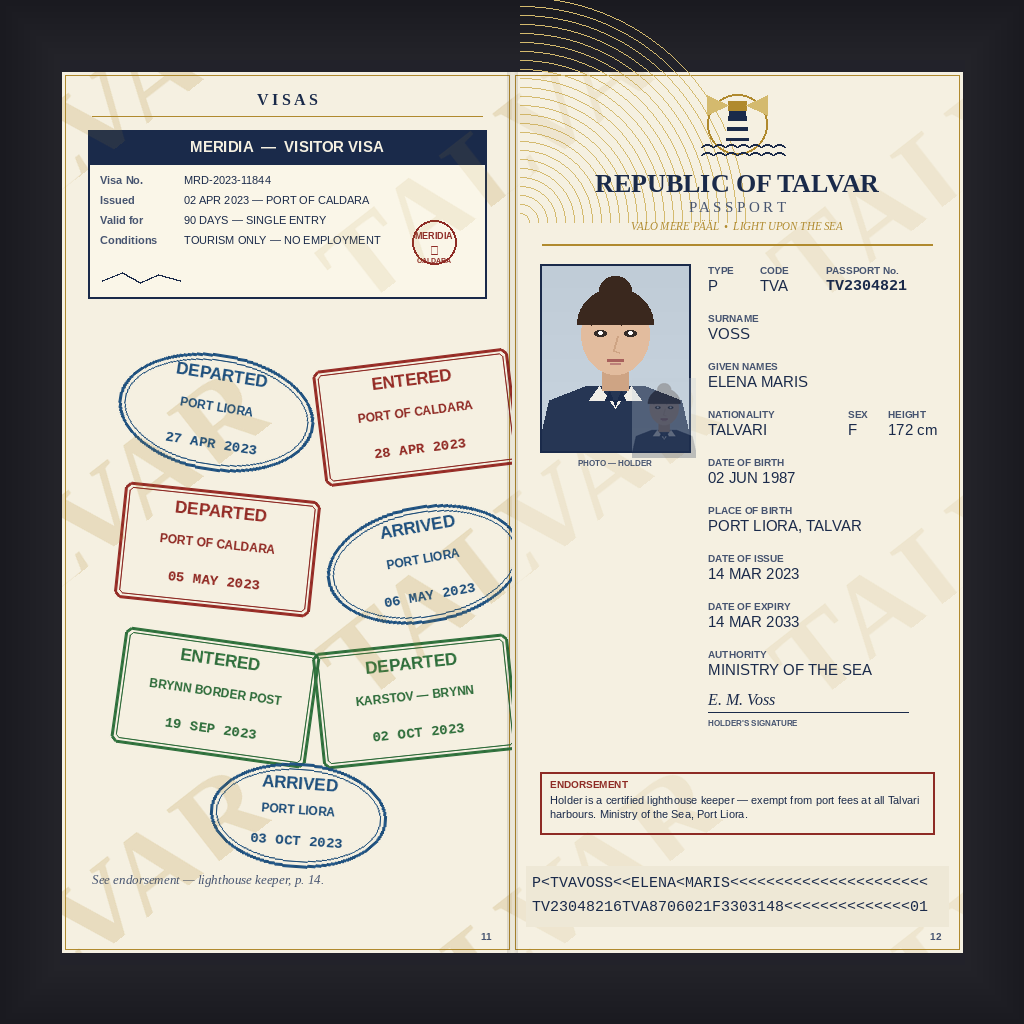 VISAS
MERIDIA — VISITOR VISA
Visa No. MRD-2023-11844
Issued 02 APR 2023 — PORT OF CALDARA
Valid for 90 DAYS — SINGLE ENTRY
Conditions TOURISM ONLY — NO EMPLOYMENT
MERIDIA
CALDARA
DEPARTED
PORT LIORA
27 APR 2023
ENTERED
PORT OF CALDARA
28 APR 2023
DEPARTED
PORT OF CALDARA
05 MAY 2023
ARRIVED
PORT LIORA
06 MAY 2023
ENTERED
BRYNN BORDER POST
19 SEP 2023
DEPARTED
KARSTOV — BRYNN
02 OCT 2023
ARRIVED
PORT LIORA
03 OCT 2023
See endorsement — lighthouse keeper, p. 14.
11
REPUBLIC OF TALVAR
PASSPORT
VALO MERE PÄÄL • LIGHT UPON THE SEA
TYPE CODE PASSPORT No.
P TVA TV2304821
SURNAME
VOSS
GIVEN NAMES
ELENA MARIS
NATIONALITY SEX HEIGHT
TALVARI F 172 cm
PHOTO — HOLDER
DATE OF BIRTH
02 JUN 1987
PLACE OF BIRTH
PORT LIORA, TALVAR
DATE OF ISSUE
14 MAR 2023
DATE OF EXPIRY
14 MAR 2033
AUTHORITY
MINISTRY OF THE SEA
E. M. Voss
HOLDER'S SIGNATURE
ENDORSEMENT
Holder is a certified lighthouse keeper — exempt from port fees at all Talvari
harbours. Ministry of the Sea, Port Liora.
P<TVAVOSS<<ELENA<MARIS<<<<<<<<<<<<<<<<<<<<<<
TV23048216TVA8706021F3303148<<<<<<<<<<<<<<01
12